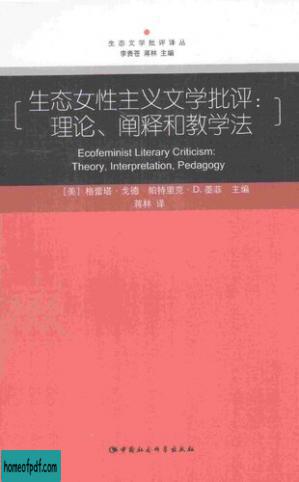 生态文学批评译丛
李贵苍 蒋林 主编
生态女性主义文学批评：
理论、阐释和教学法
Ecofeminist Literary Criticism:
Theory, Interpretation, Pedagogy
［美］格蕾塔·戈德 帕特里克·D.墨菲 主编
蒋林 译
中国社会科学出版社
homeofpdf.com